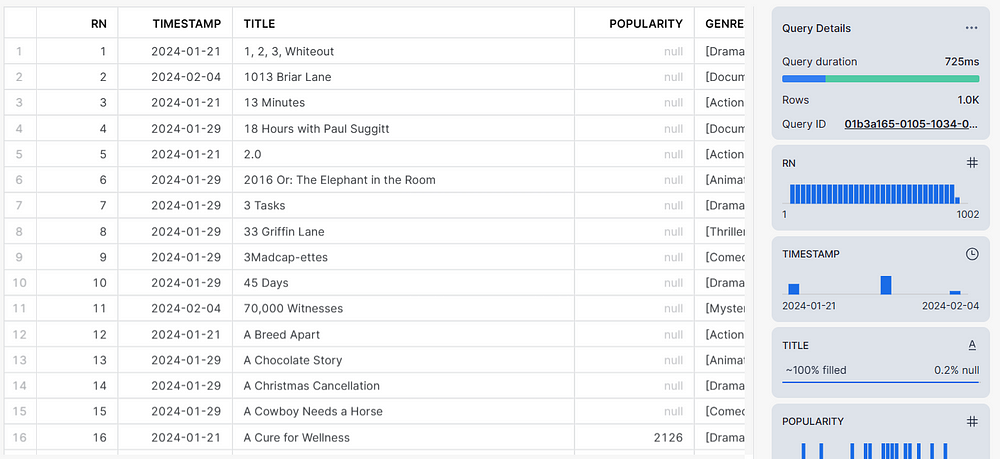 RN TIMESTAMP TITLE POPULARITY GENRE
1 1 2024-01-21 1, 2, 3, Whiteout null [Drama
2 2 2024-02-04 1013 Briar Lane null [Docum
3 3 2024-01-21 13 Minutes null [Action
4 4 2024-01-29 18 Hours with Paul Suggitt null [Docum
5 5 2024-01-21 2.0 null [Action
6 6 2024-01-29 2016 Or: The Elephant in the Room null [Animat
7 7 2024-01-29 3 Tasks null [Drama
8 8 2024-01-29 33 Griffin Lane null [Thriller
9 9 2024-01-29 3Madcap-ettes null [Comed
10 10 2024-01-29 45 Days null [Drama
11 11 2024-02-04 70,000 Witnesses null [Myste
12 12 2024-01-21 A Breed Apart null [Action
13 13 2024-01-29 A Chocolate Story null [Animat
14 14 2024-01-29 A Christmas Cancellation null [Drama
15 15 2024-01-29 A Cowboy Needs a Horse null [Comed
16 16 2024-01-21 A Cure for Wellness 2126 [Drama
Query Details ...
Query duration 725ms
Rows 1.0K
Query ID 01b3a165-0105-1034-0...
RN #
1 1002
TIMESTAMP
2024-01-21 2024-02-04
TITLE A
~100% filled 0.2% null
POPULARITY #